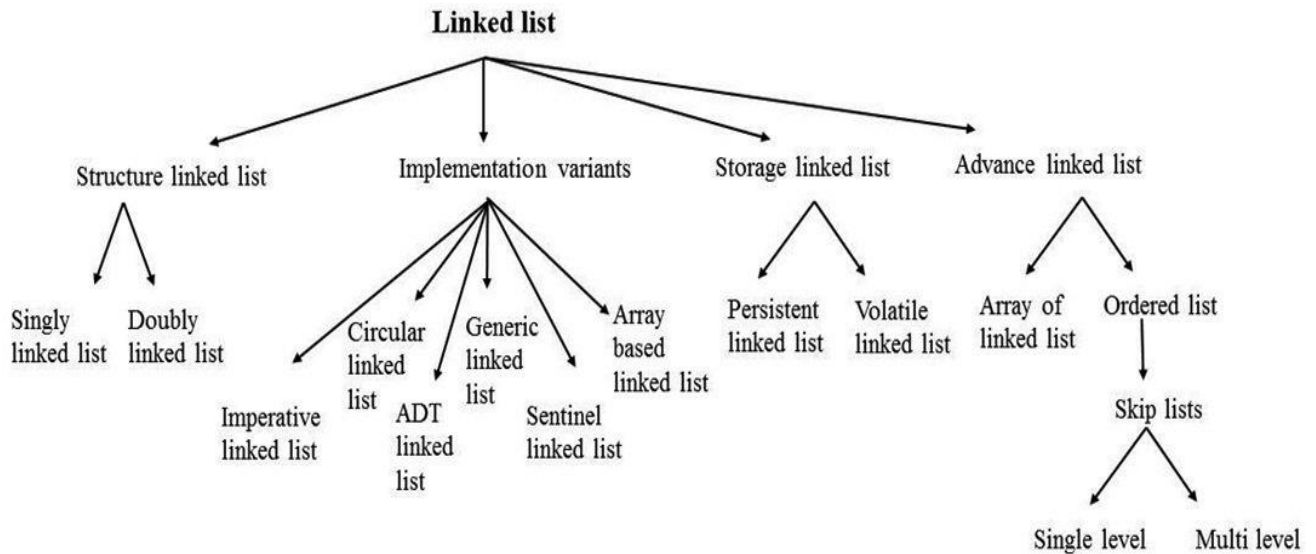 Linked list
Structure linked list
Implementation variants
Storage linked list
Advance linked list
Singly
linked list
Doubly
linked list
Imperative
linked list
Circular
linked
list
ADT
linked
list
Generic
linked
list
Sentinel
linked list
Array
based
linked list
Persistent
linked list
Volatile
linked list
Array of
linked list
Ordered list
Skip lists
Single level
Multi level